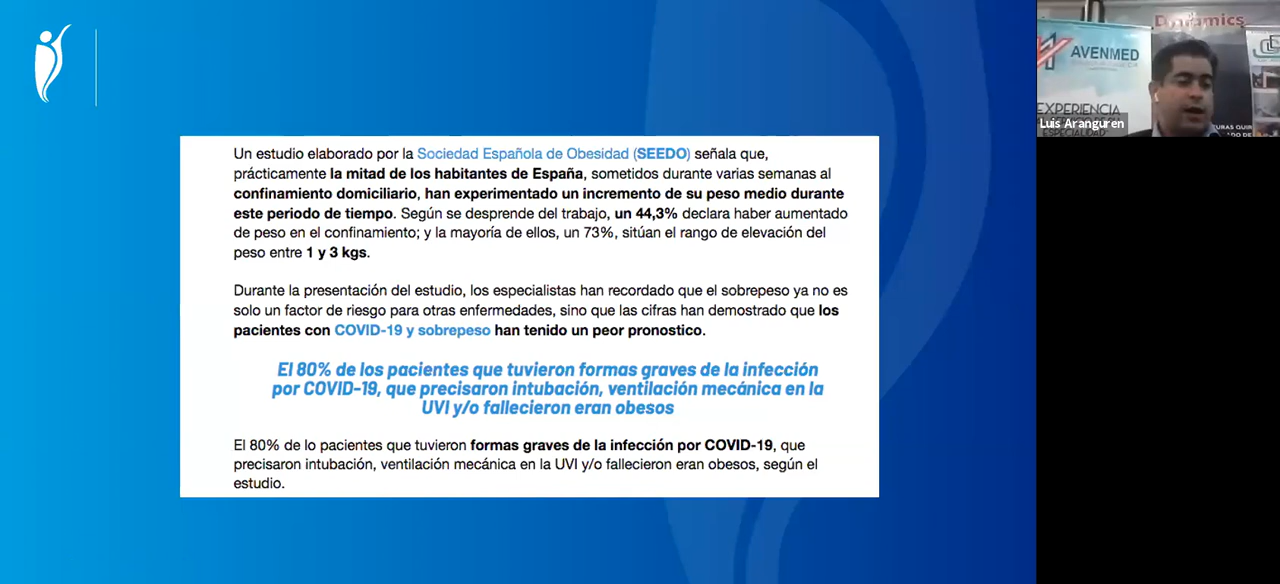 Un estudio elaborado por la Sociedad Española de Obesidad (SEEDO) señala que,
prácticamente la mitad de los habitantes de España, sometidos durante varias semanas al
confinamiento domiciliario, han experimentado un incremento de su peso medio durante
este periodo de tiempo. Según se desprende del trabajo, un 44,3% declara haber aumentado
de peso en el confinamiento; y la mayoría de ellos, un 73%, sitúan el rango de elevación del
peso entre 1 y 3 kgs.
Durante la presentación del estudio, los especialistas han recordado que el sobrepeso ya no es
solo un factor de riesgo para otras enfermedades, sino que las cifras han demostrado que los
pacientes con COVID-19 y sobrepeso han tenido un peor pronostico.
El 80% de los pacientes que tuvieron formas graves de la infección
por COVID-19, que precisaron intubación, ventilación mecánica en la
UVI y/o fallecieron eran obesos
El 80% de lo pacientes que tuvieron formas graves de la infección por COVID-19, que
precisaron intubación, ventilación mecánica en la UVI y/o fallecieron eran obesos, según el
estudio.
Dynamics
AVENMED
EXPERIENCIA
ESPECIALIDAD
Luis Aranguren